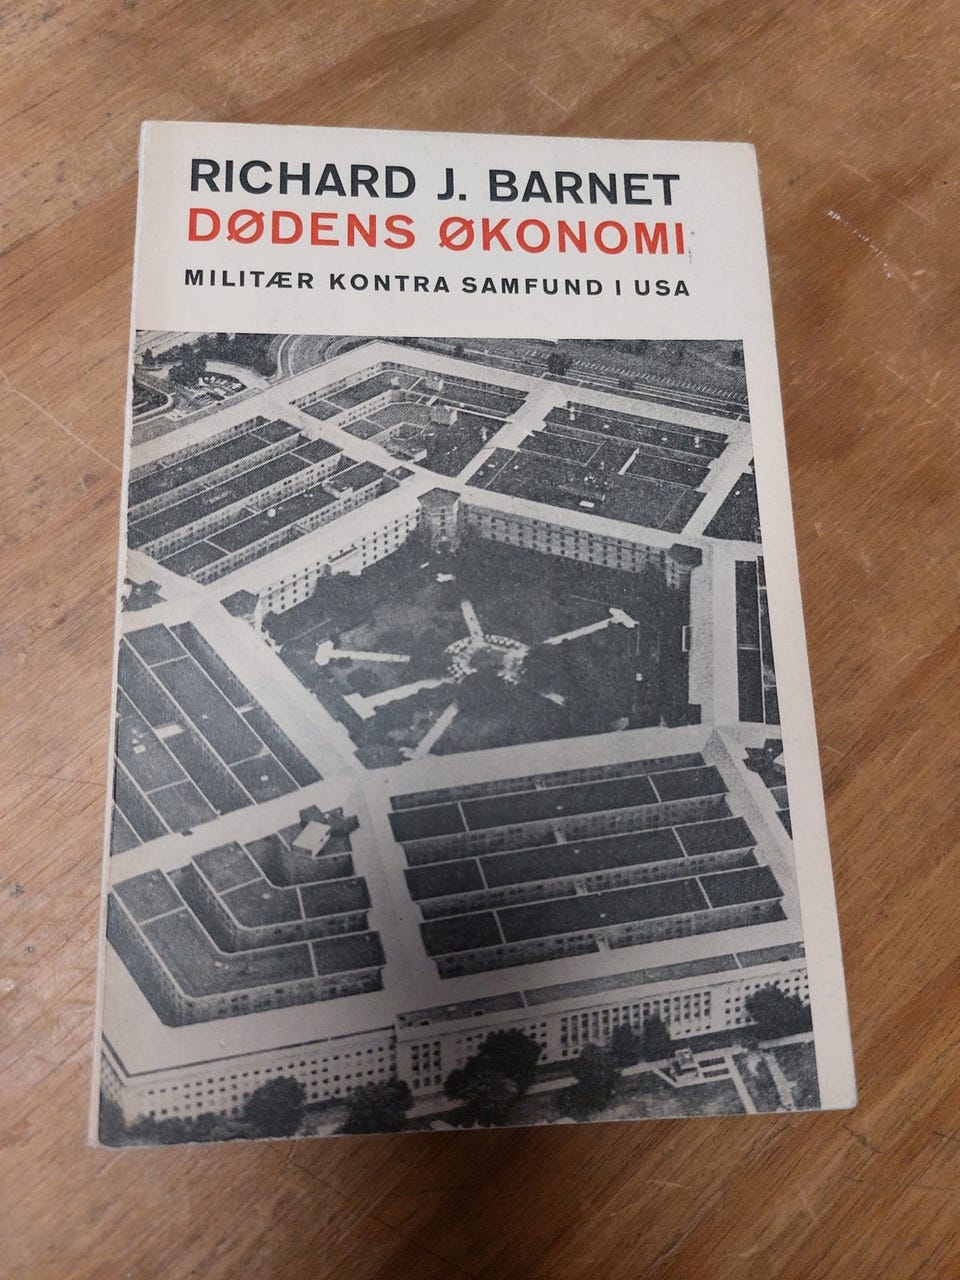 RICHARD J. BARNET
DØDENS ØKONOMI
MILITÆR KONTRA SAMFUND I USA